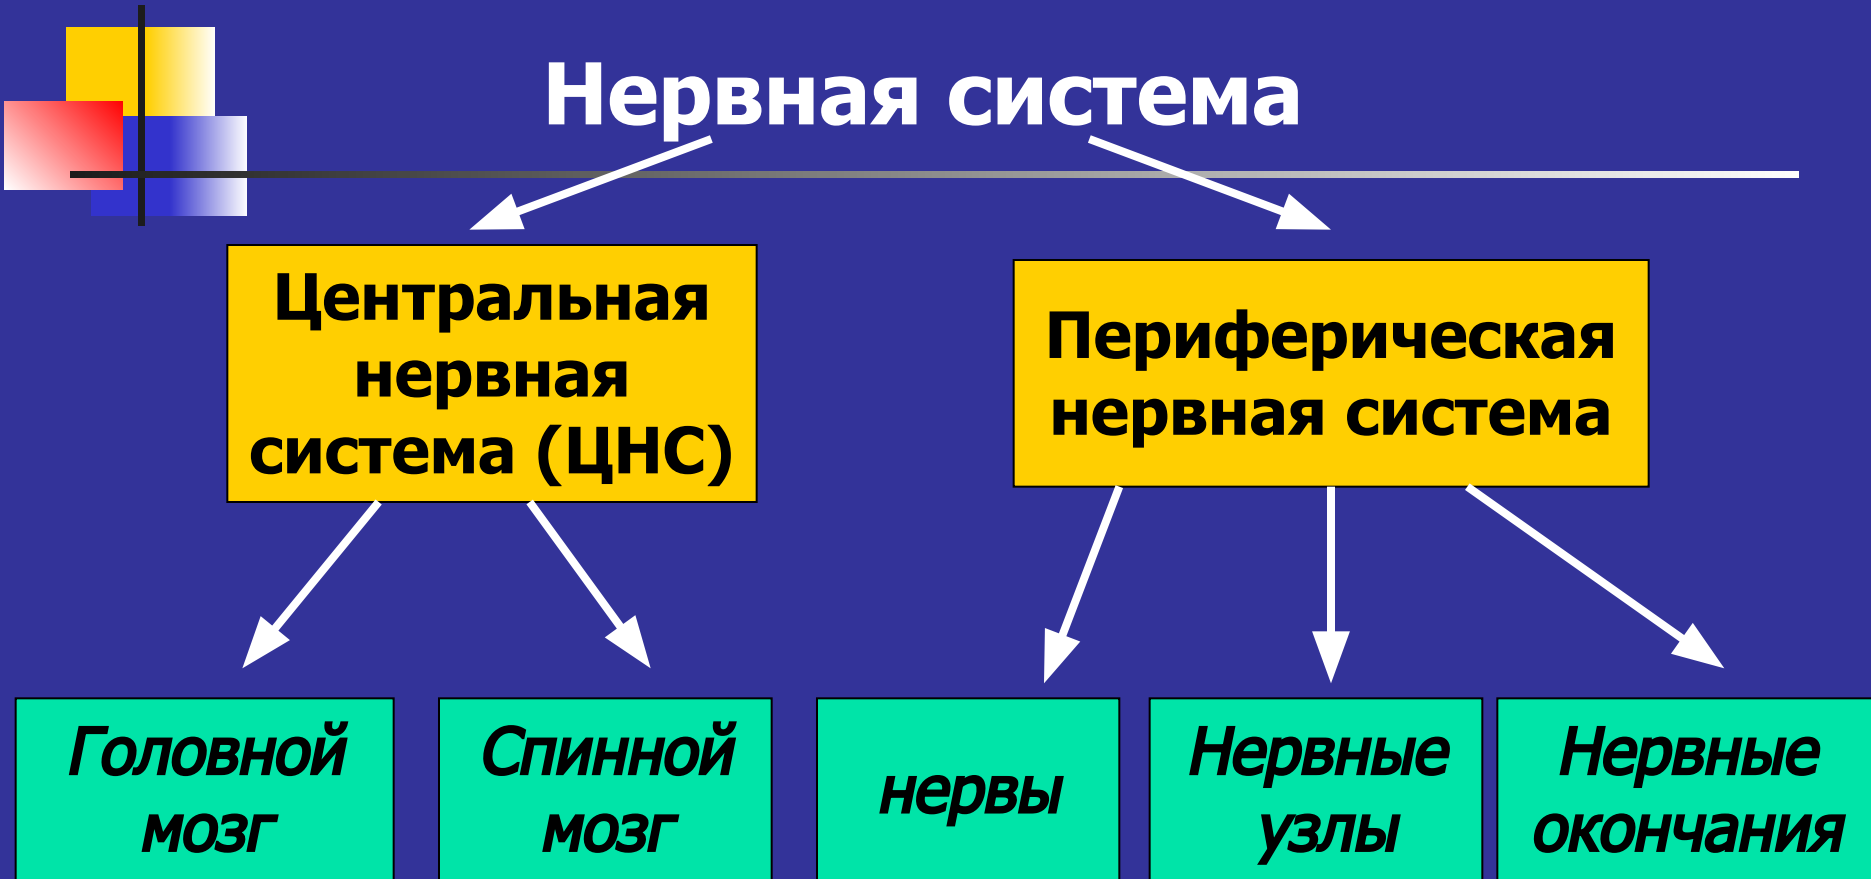 Нервная система
Центральная
нервная
система (ЦНС)
Периферическая
нервная система
Головной
мозг
Спинной
мозг
нервы
Нервные
узлы
Нервные
окончания